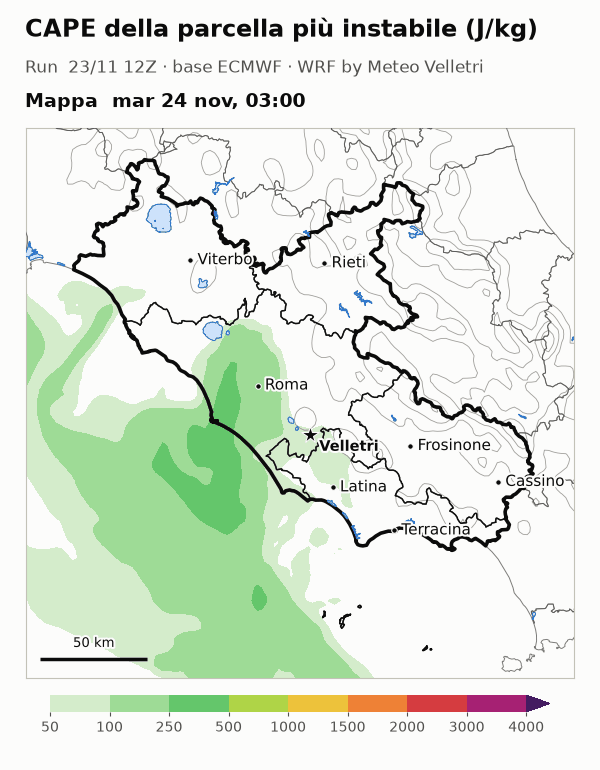 CAPE della parcella più instabile (J/kg)
Run  23/11 12Z · base ECMWF · WRF by Meteo Velletri
Mappa  mar 24 nov, 03:00
Viterbo
Rieti
Roma
Velletri
Frosinone
Latina
Cassino
Terracina
50 km
50 100 250 500 1000 1500 2000 3000 4000